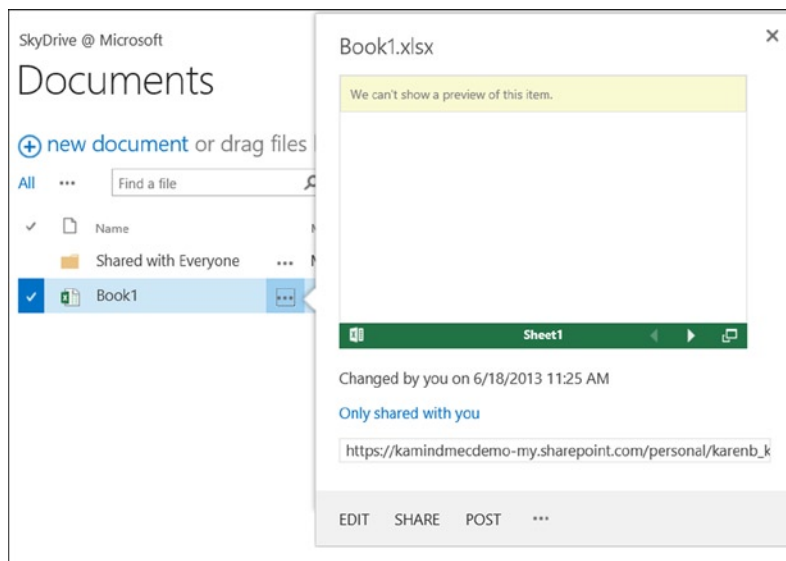 SkyDrive @ Microsoft
Documents
new document or drag files
All ... Find a file
Name
Shared with Everyone ...
Book1 ...
Book1.xlsx
We can't show a preview of this item.
Sheet1
Changed by you on 6/18/2013 11:25 AM
Only shared with you
https://kamindmecdemo-my.sharepoint.com/personal/karenb_k
EDIT SHARE POST ...